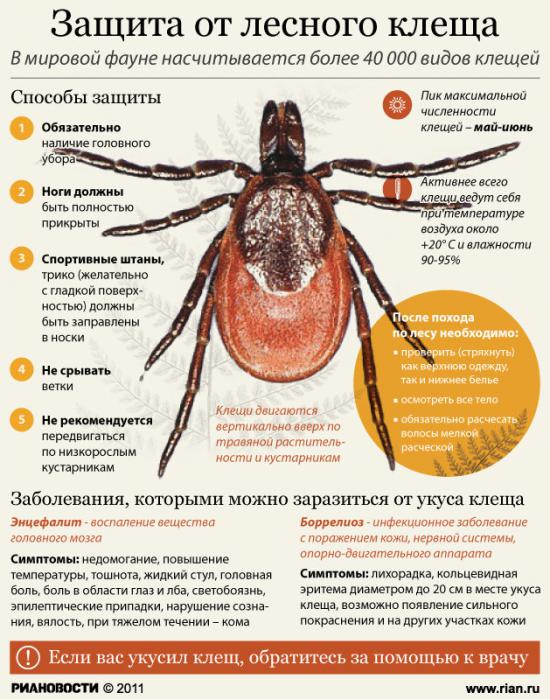 Защита от лесного клеща
В мировой фауне насчитывается более 40 000 видов клещей
Способы защиты
1 Обязательно
наличие головного
убора
2 Ноги должны
быть полностью
прикрыты
3 Спортивные штаны,
трико (желательно
с гладкой поверх-
ностью) должны
быть заправлены
в носки
4 Не срывать
ветки
5 Не рекомендуется
передвигаться
по низкорослым
кустарникам
Пик максимальной
численности
клещей – май-июнь
Активнее всего
клещи ведут себя
при температуре
воздуха около
+20° С и влажности
90-95%
После похода
по лесу необходимо:
▪ проверить (стряхнуть)
как верхнюю одежду,
так и нижнее белье
▪ осмотреть все тело
▪ обязательно расчесать
волосы мелкой
расческой
Клещи двигаются
вертикально вверх по
травяной раститель-
ности и кустарникам
Заболевания, которыми можно заразиться от укуса клеща
Энцефалит - воспаление вещества
головного мозга
Симптомы: недомогание, повышение
температуры, тошнота, жидкий стул, головная
боль, боль в области глаз и лба, светобоязнь,
эпилептические припадки, нарушение созна-
ния, вялость, при тяжелом течении – кома
Боррелиоз - инфекционное заболевание
с поражением кожи, нервной системы,
опорно-двигательного аппарата
Симптомы: лихорадка, кольцевидная
эритема диаметром до 20 см в месте укуса
клеща, возможно появление сильного
покраснения и на других участках кожи
! Если вас укусил клещ, обратитесь за помощью к врачу
РИАНОВОСТИ © 2011
www.rian.ru